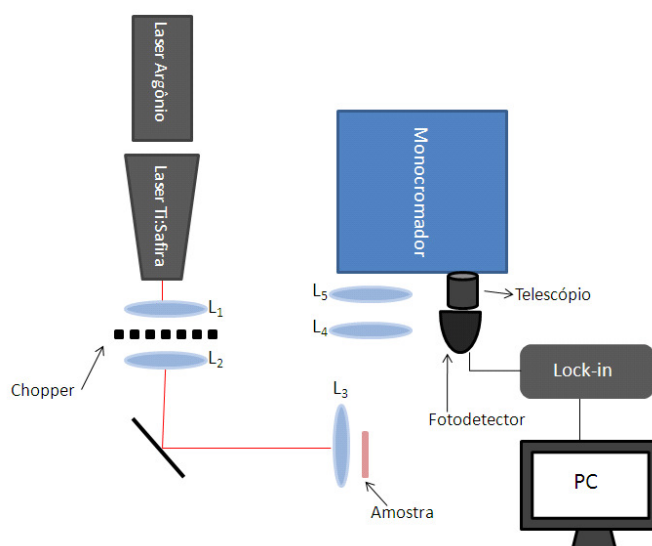 Laser Argônio
Laser Ti:Safira
Monocromador
L₁
L₂
Chopper
L₅
L₄
Telescópio
Lock-in
Fotodetector
L₃
Amostra
PC